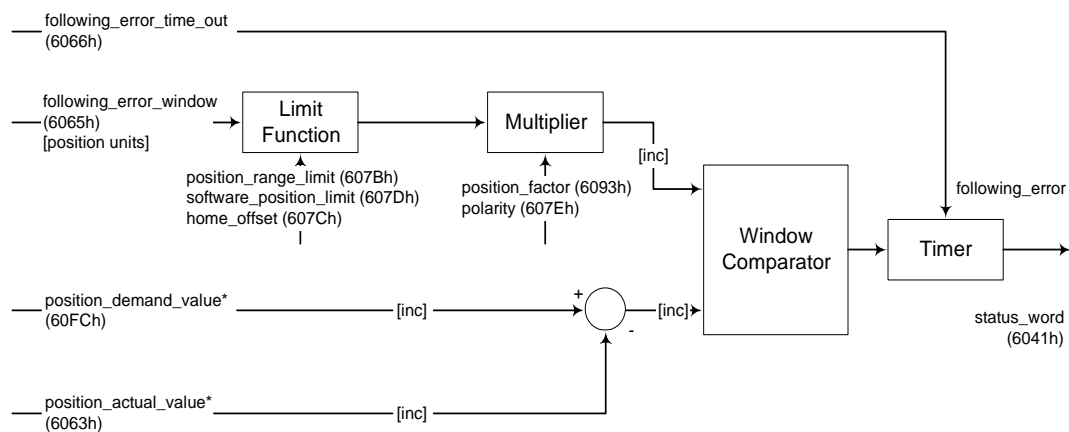 following_error_time_out
(6066h)
following_error_window
(6065h)
[position units]
Limit
Function
Multiplier
[inc]
position_range_limit (607Bh)
software_position_limit (607Dh)
home_offset (607Ch)
position_factor (6093h)
polarity (607Eh)
following_error
Window
Comparator
Timer
position_demand_value*
(60FCh)
[inc]
+
-
[inc]
status_word
(6041h)
position_actual_value*
(6063h)
[inc]